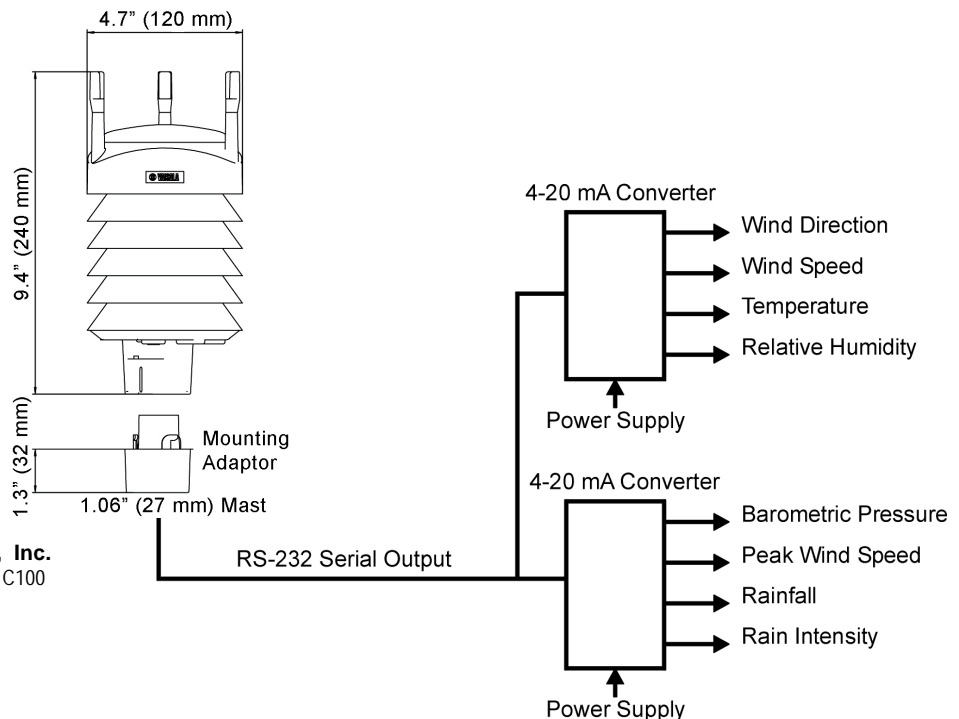 4.7” (120 mm)
9.4” (240 mm)
VAISALA
1.3” (32 mm)
Mounting
Adaptor
1.06” (27 mm) Mast
, Inc.
C100
RS-232 Serial Output
4-20 mA Converter
Wind Direction
Wind Speed
Temperature
Relative Humidity
Power Supply
4-20 mA Converter
Barometric Pressure
Peak Wind Speed
Rainfall
Rain Intensity
Power Supply